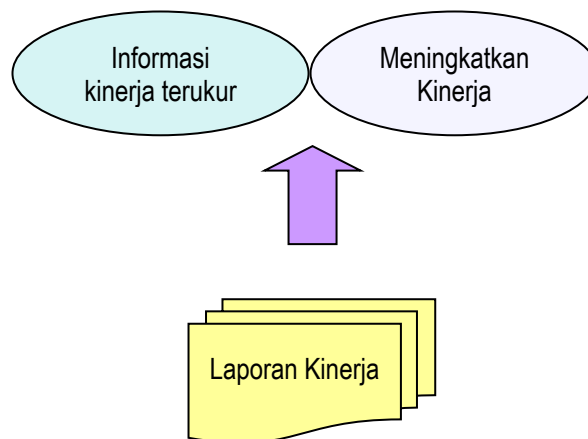 Informasi
kinerja terukur
Meningkatkan
Kinerja
Laporan Kinerja